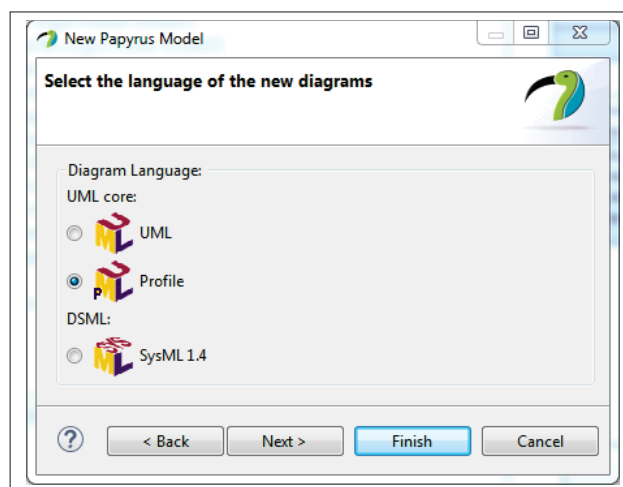 New Papyrus Model
Select the language of the new diagrams
Diagram Language:
UML core:
UML
Profile
DSML:
SysML 1.4
? < Back Next > Finish Cancel